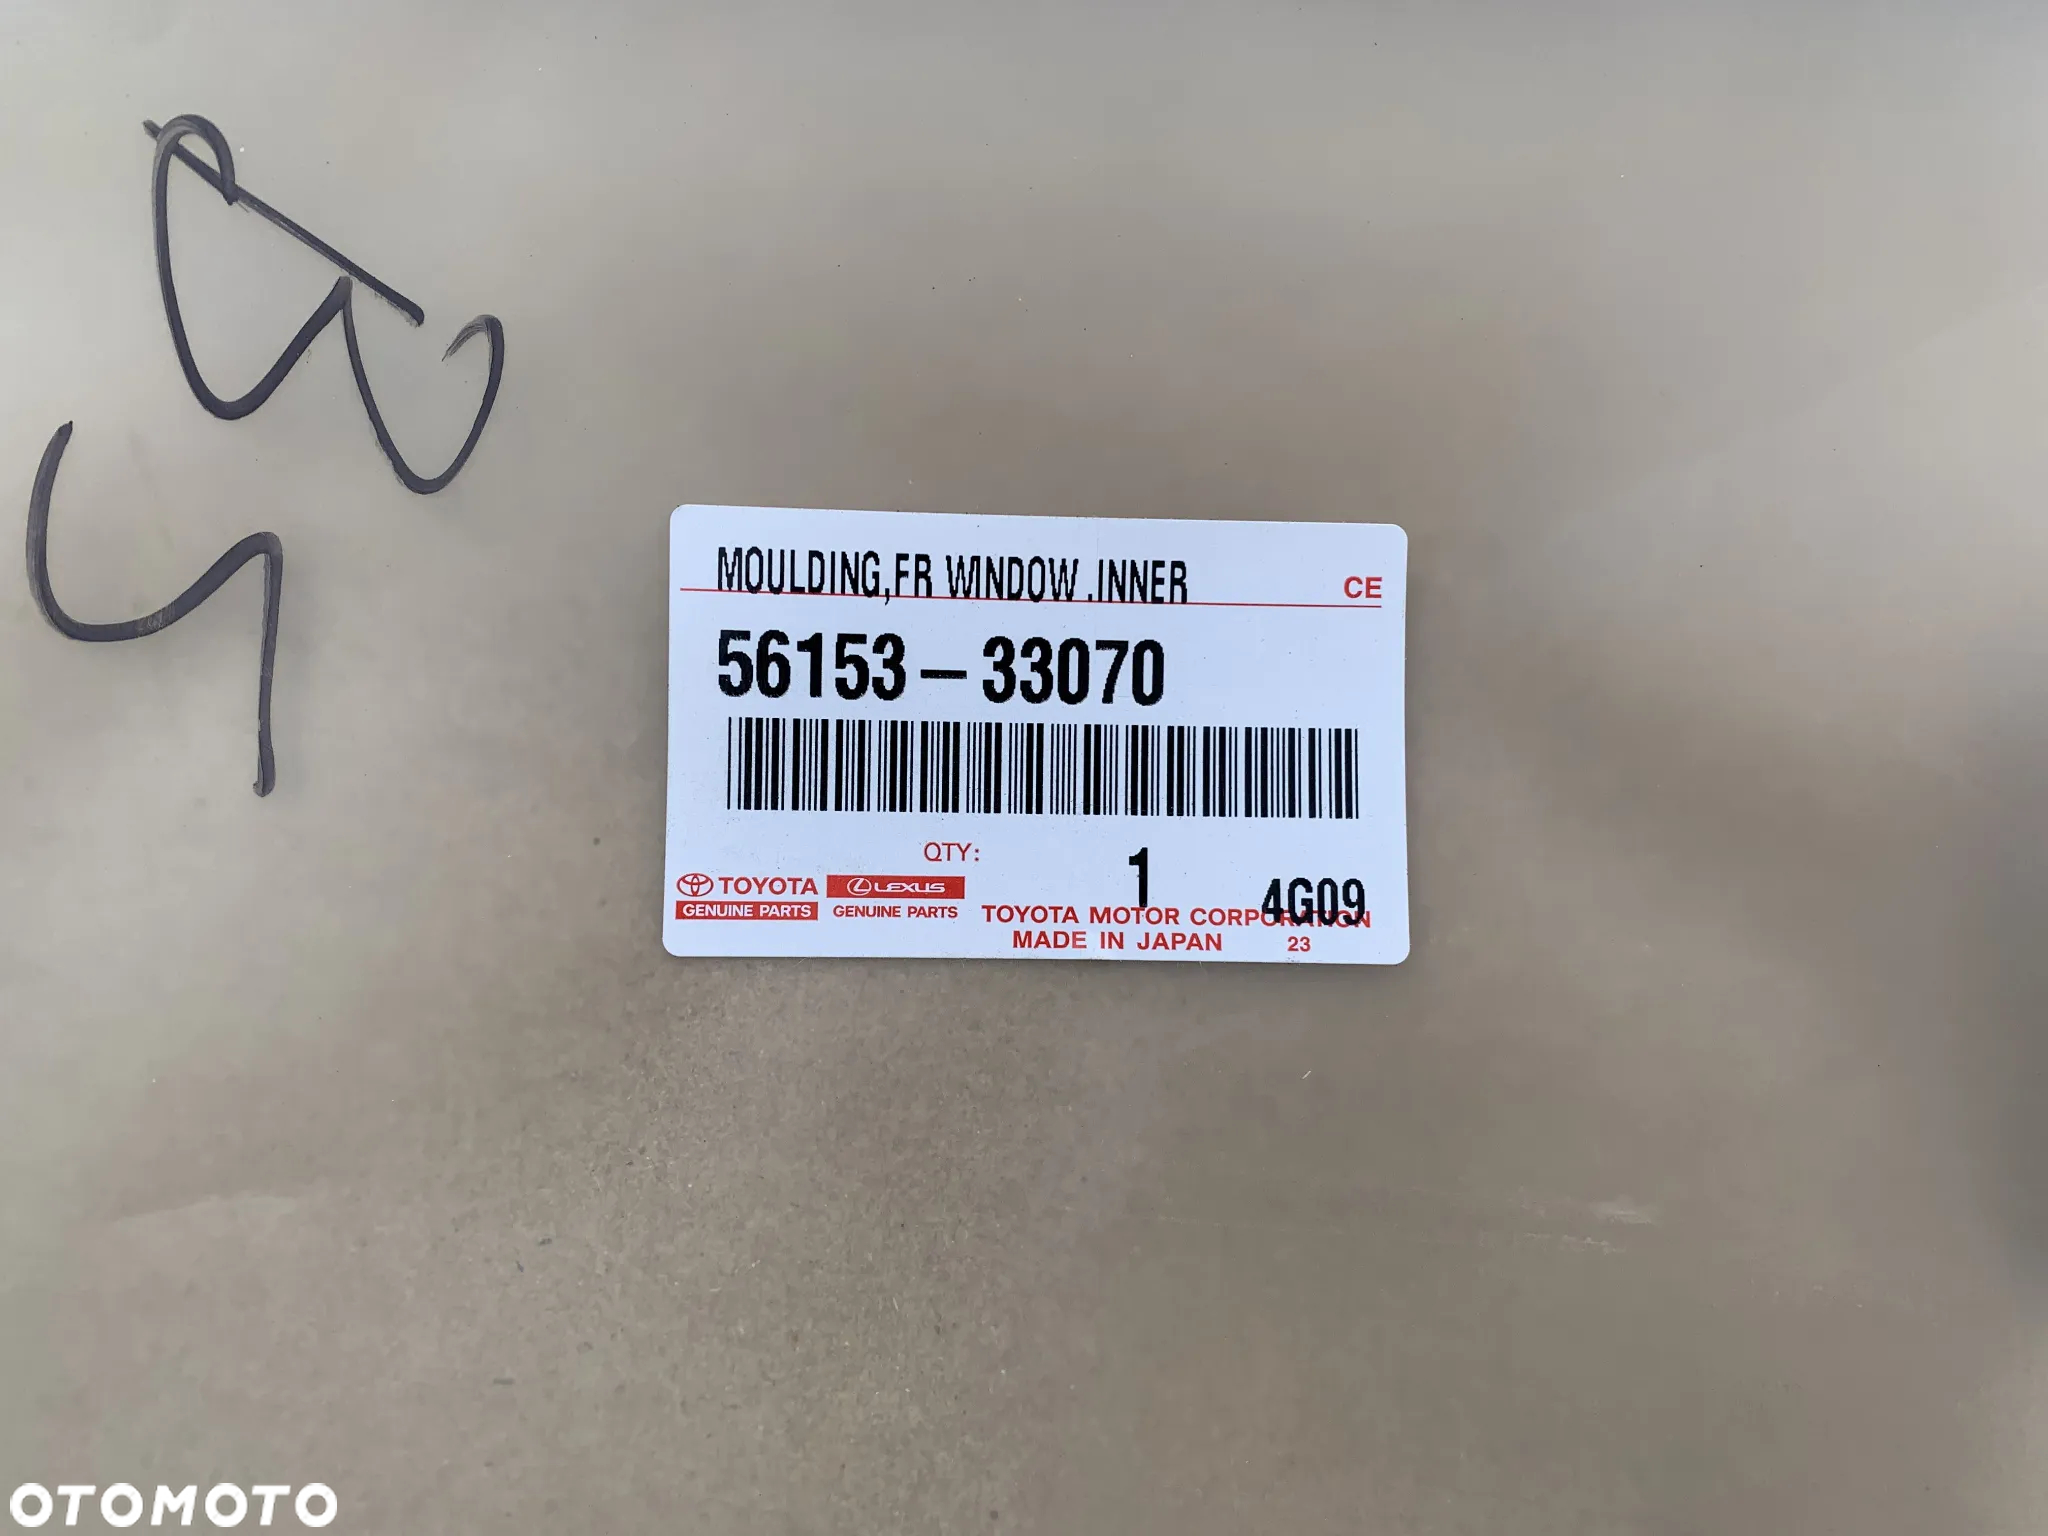 MOULDING,FR WINDOW .INNER
CE
56153-33070
QTY: 1
4G09
TOYOTA
GENUINE PARTS
LEXUS
GENUINE PARTS
TOYOTA MOTOR CORPORATION
MADE IN JAPAN 23
OTOMOTO